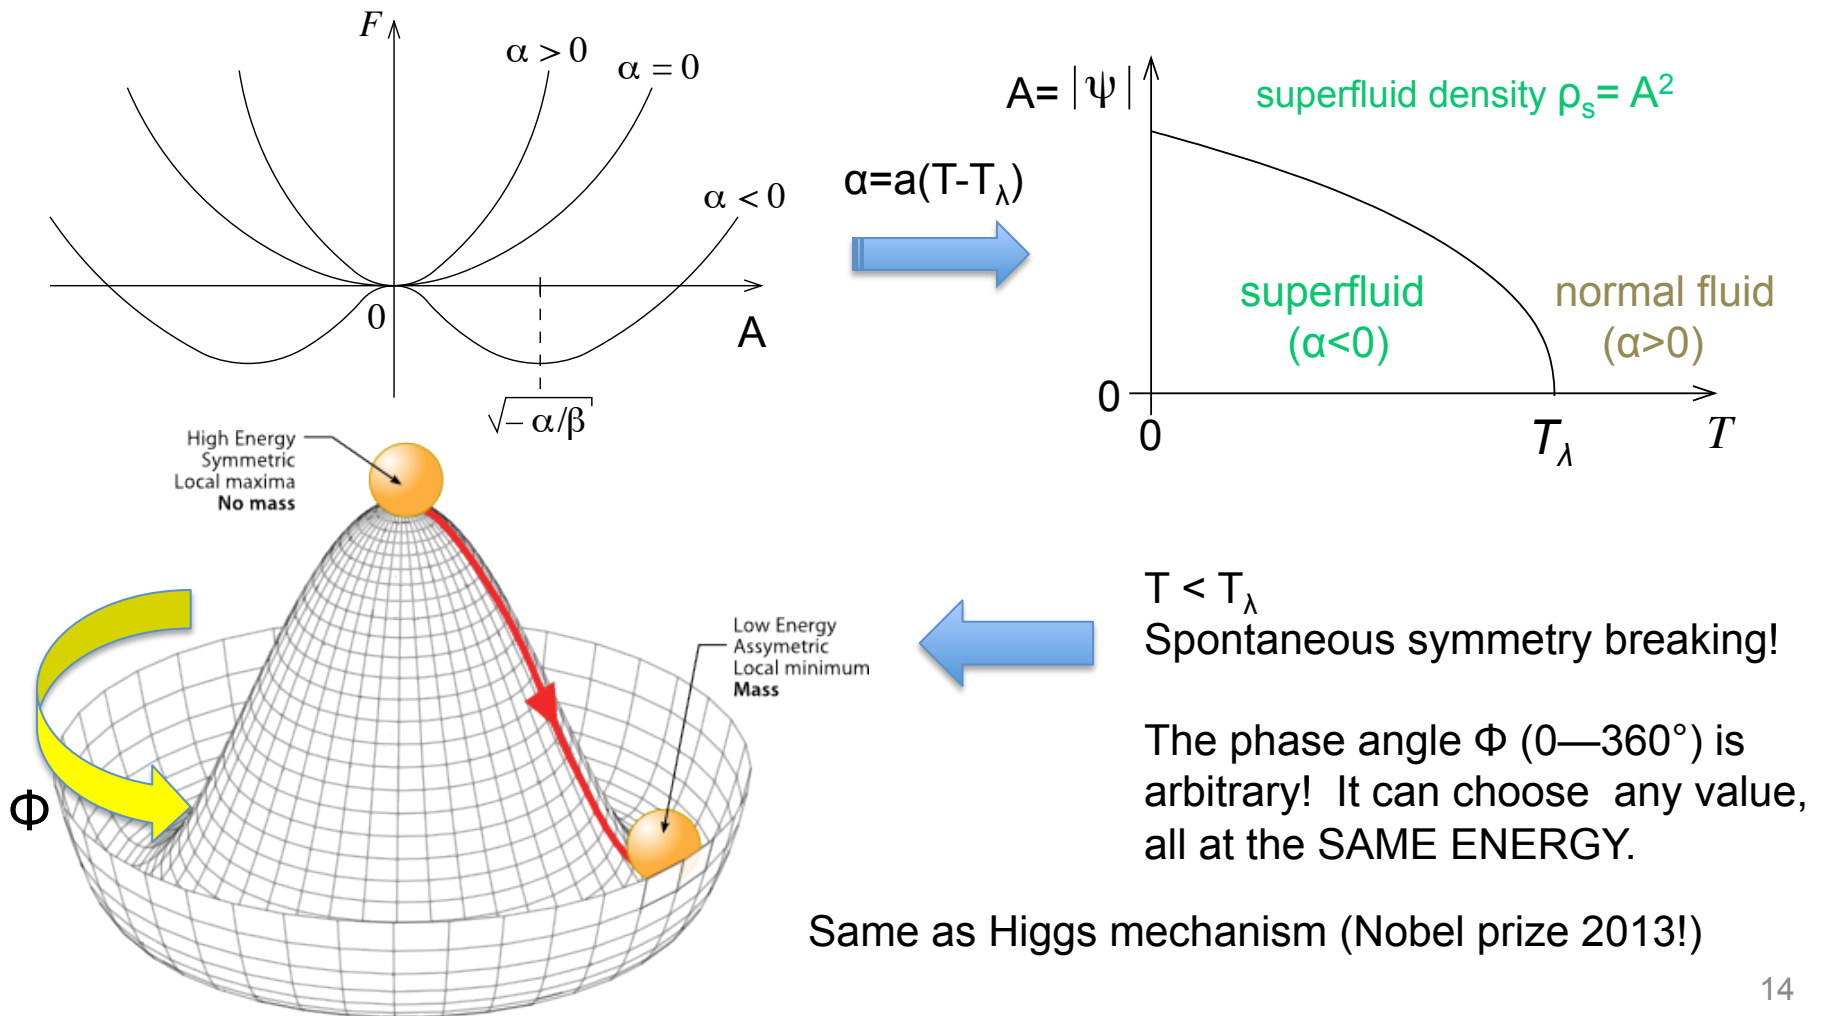 F
α > 0
α = 0
α < 0
0
A
√– α/β
α=a(T-Tλ)
A= |ψ|
superfluid density ρs= A²
superfluid
(α<0)
normal fluid
(α>0)
0
0
Tλ
T
High Energy
Symmetric
Local maxima
No mass
Low Energy
Assymetric
Local minimum
Mass
Φ
T < Tλ
Spontaneous symmetry breaking!
The phase angle Φ (0—360°) is
arbitrary! It can choose any value,
all at the SAME ENERGY.
Same as Higgs mechanism (Nobel prize 2013!)
14